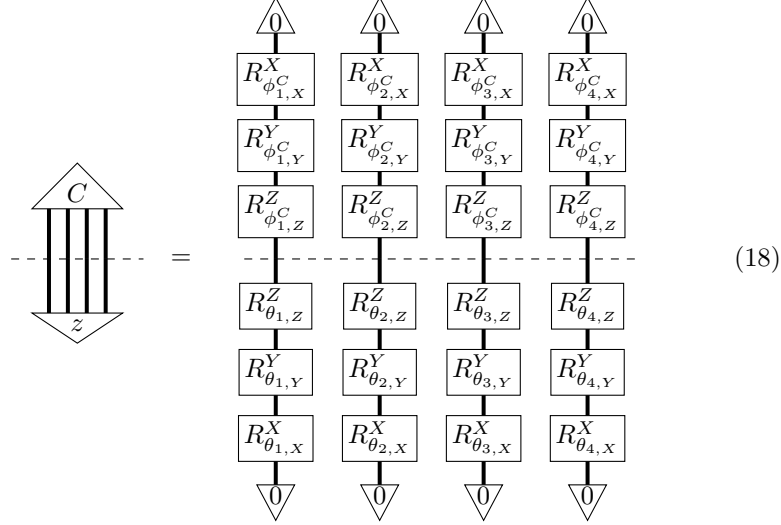 0 0 0 0
R^X_{ϕ^C_{1,X}} R^X_{ϕ^C_{2,X}} R^X_{ϕ^C_{3,X}} R^X_{ϕ^C_{4,X}}
R^Y_{ϕ^C_{1,Y}} R^Y_{ϕ^C_{2,Y}} R^Y_{ϕ^C_{3,Y}} R^Y_{ϕ^C_{4,Y}}
C R^Z_{ϕ^C_{1,Z}} R^Z_{ϕ^C_{2,Z}} R^Z_{ϕ^C_{3,Z}} R^Z_{ϕ^C_{4,Z}}
= (18)
z R^Z_{θ_{1,Z}} R^Z_{θ_{2,Z}} R^Z_{θ_{3,Z}} R^Z_{θ_{4,Z}}
R^Y_{θ_{1,Y}} R^Y_{θ_{2,Y}} R^Y_{θ_{3,Y}} R^Y_{θ_{4,Y}}
R^X_{θ_{1,X}} R^X_{θ_{2,X}} R^X_{θ_{3,X}} R^X_{θ_{4,X}}
0 0 0 0